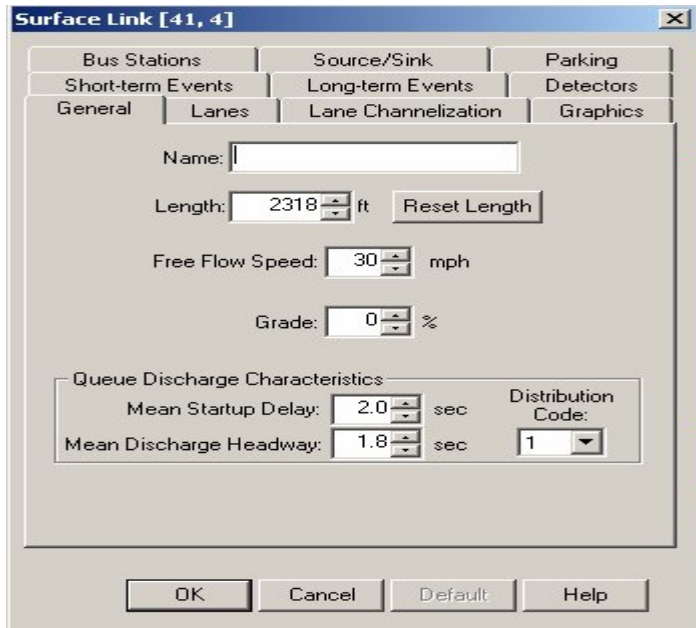 Surface Link [41, 4]
Bus Stations Source/Sink Parking
Short-term Events Long-term Events Detectors
General Lanes Lane Channelization Graphics
Name:
Length: 2318 ft Reset Length
Free Flow Speed: 30 mph
Grade: 0 %
Queue Discharge Characteristics
Mean Startup Delay: 2.0 sec
Mean Discharge Headway: 1.8 sec
Distribution
Code:
1
OK Cancel Default Help